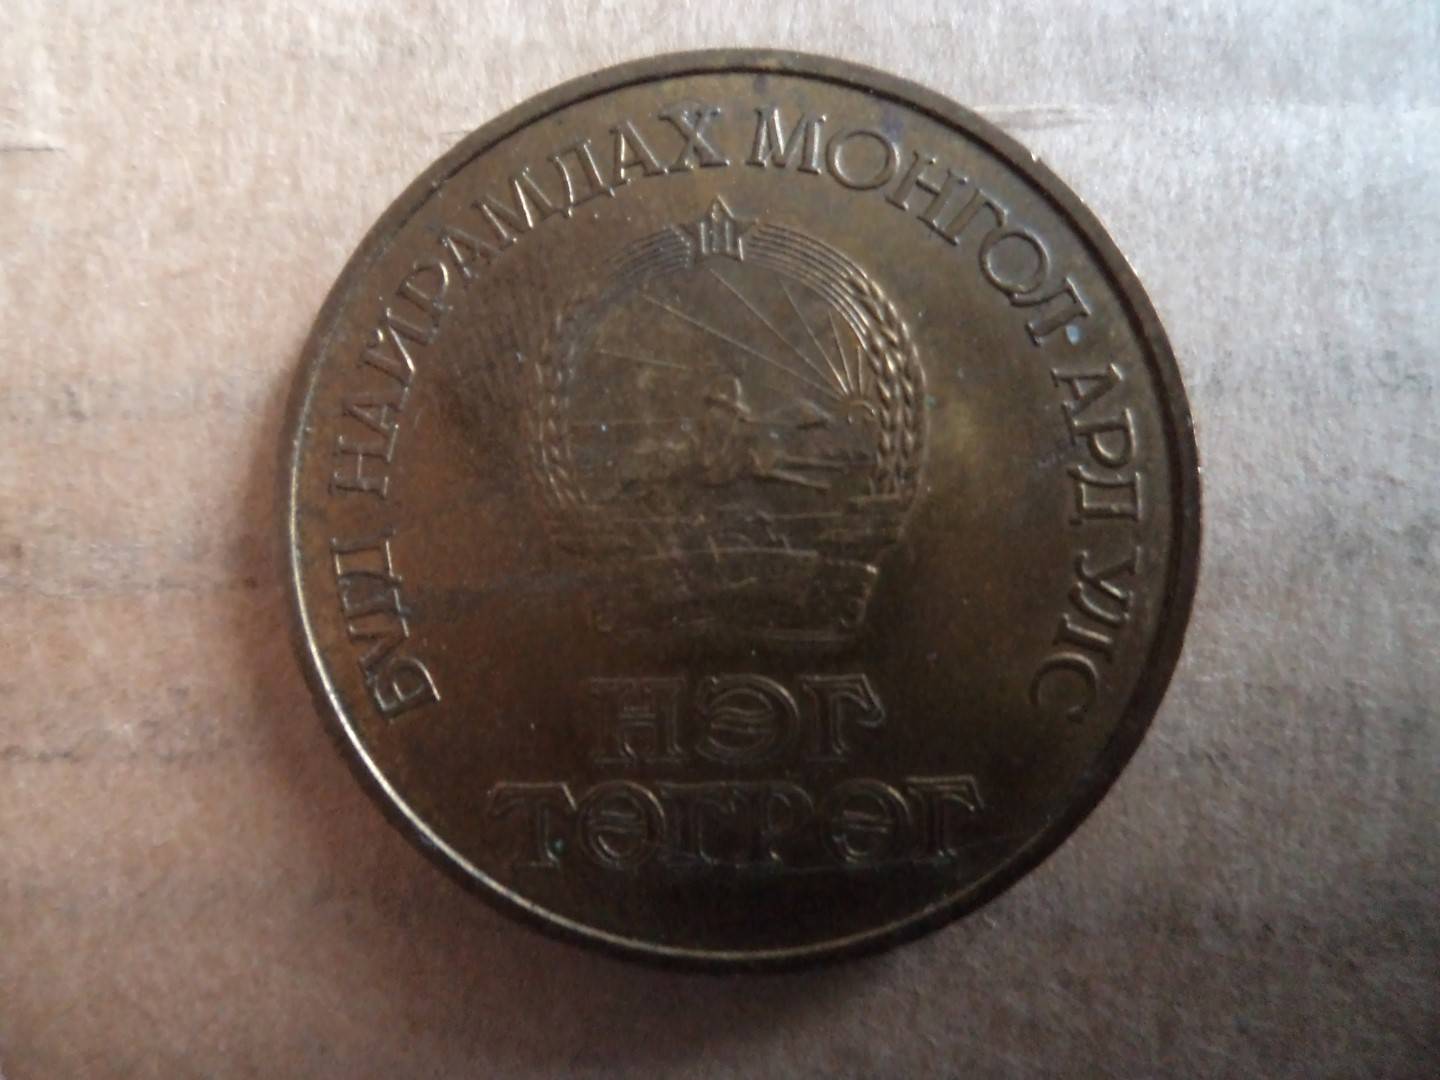 БҮГД НАЙРАМДАХ МОНГОЛ АРД УЛС
НЭГ
ТӨГРӨГ